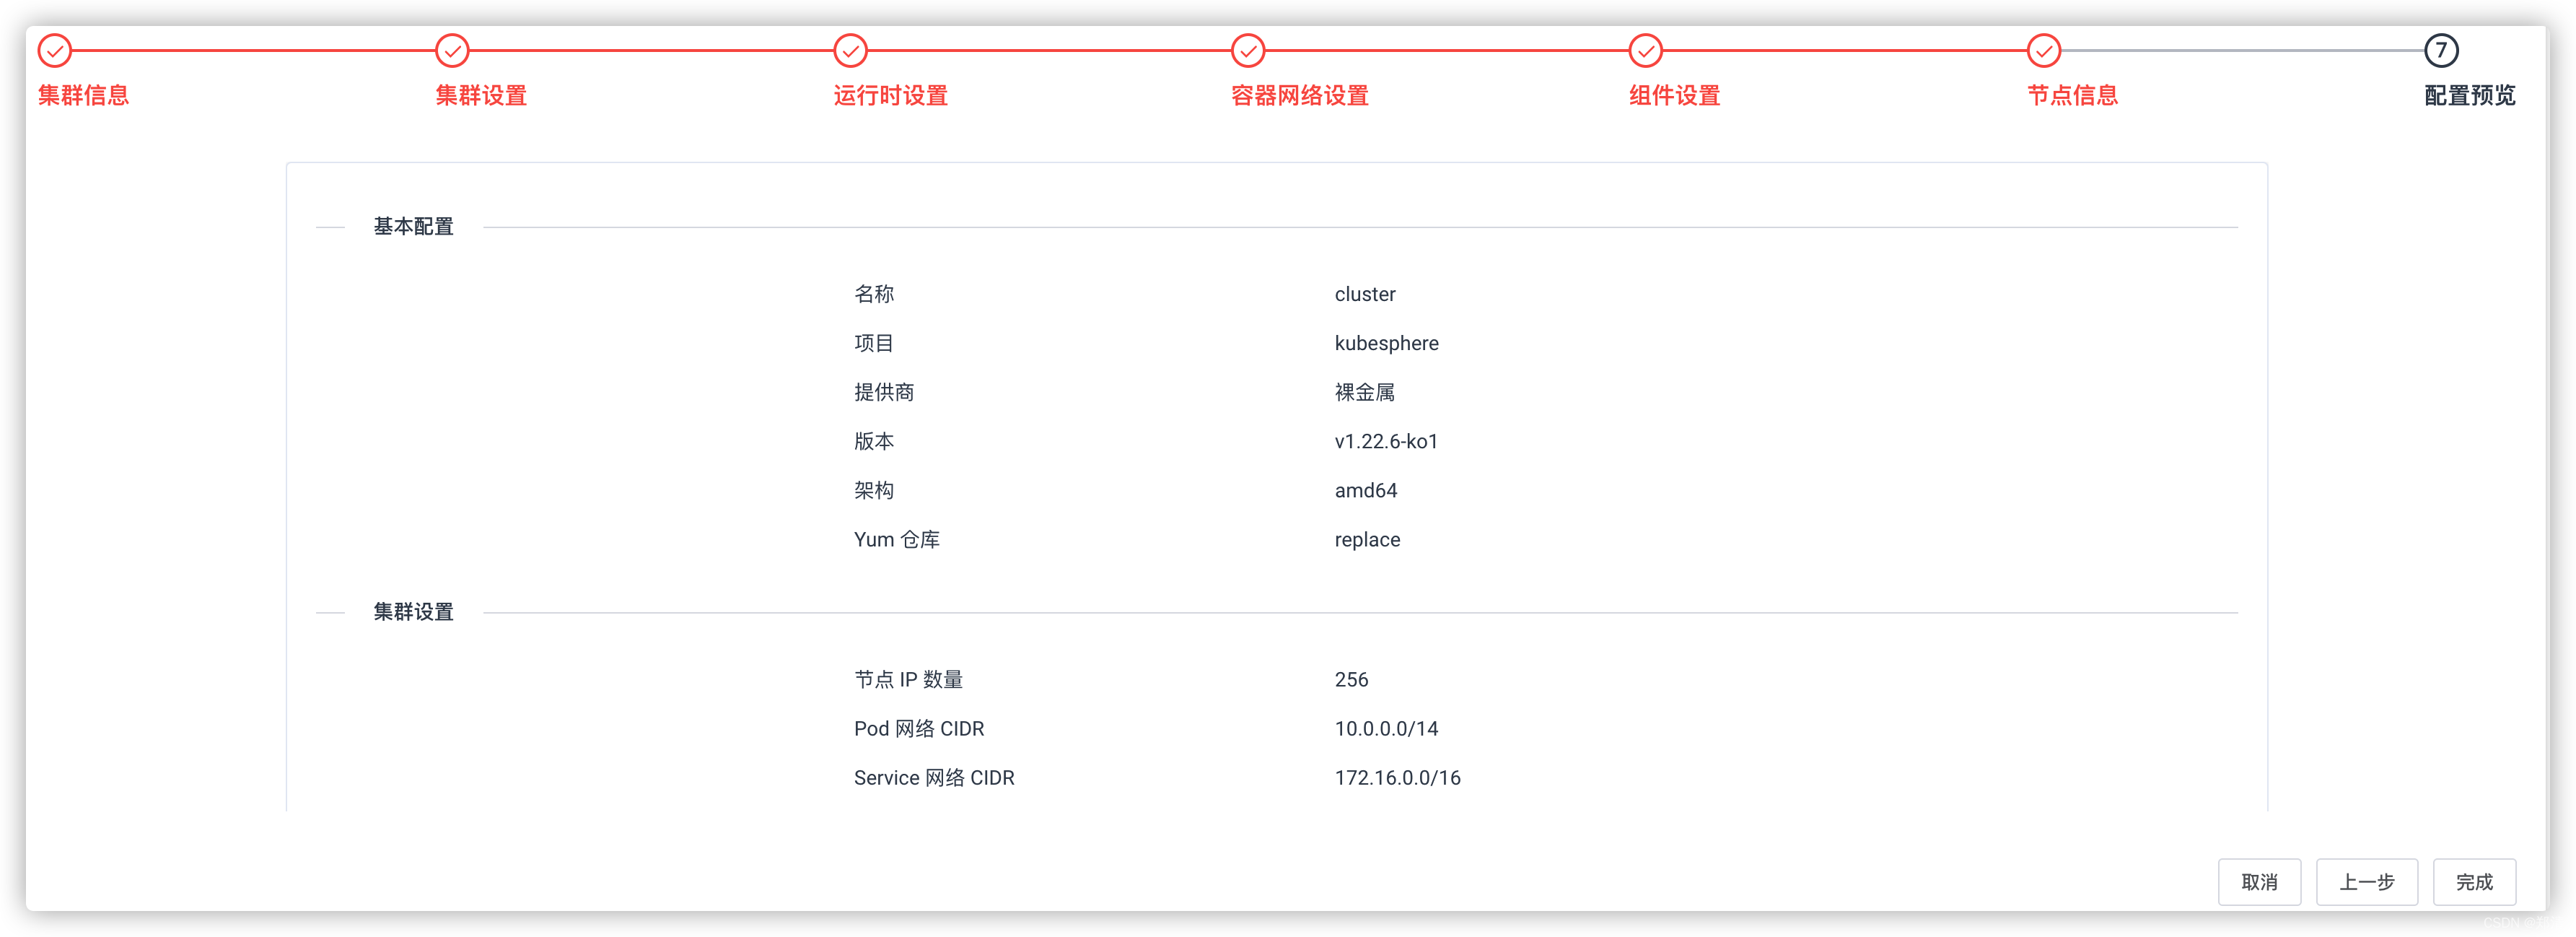 7
集群信息 集群设置 运行时设置 容器网络设置 组件设置 节点信息 配置预览
基本配置
名称 cluster
项目 kubesphere
提供商 裸金属
版本 v1.22.6-ko1
架构 amd64
Yum 仓库 replace
集群设置
节点 IP 数量 256
Pod 网络 CIDR 10.0.0.0/14
Service 网络 CIDR 172.16.0.0/16
取消 上一步 完成